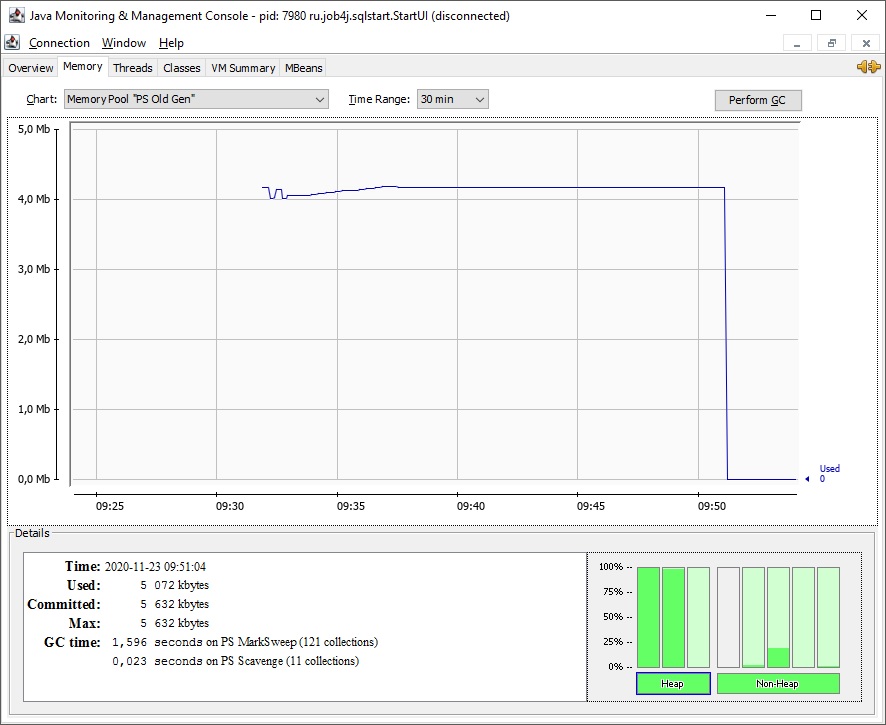 Java Monitoring & Management Console - pid: 7980 ru.job4j.sqlstart.StartUI (disconnected)
Connection Window Help
Overview Memory Threads Classes VM Summary MBeans
Chart: Memory Pool "PS Old Gen" Time Range: 30 min Perform GC
5,0 Mb
4,0 Mb
3,0 Mb
2,0 Mb
1,0 Mb
0,0 Mb
Used
0
09:25 09:30 09:35 09:40 09:45 09:50
Details
Time: 2020-11-23 09:51:04
Used: 5 072 kbytes
Committed: 5 632 kbytes
Max: 5 632 kbytes
GC time: 1,596 seconds on PS MarkSweep (121 collections)
0,023 seconds on PS Scavenge (11 collections)
100% --
75% --
50% --
25% --
0% --
Heap Non-Heap